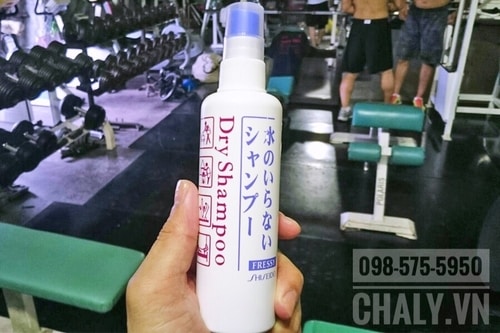 水のいらない
シャンプー
Dry Shampoo
FRESSY
SHISEIDO
098-575-5950
CHALY.VN